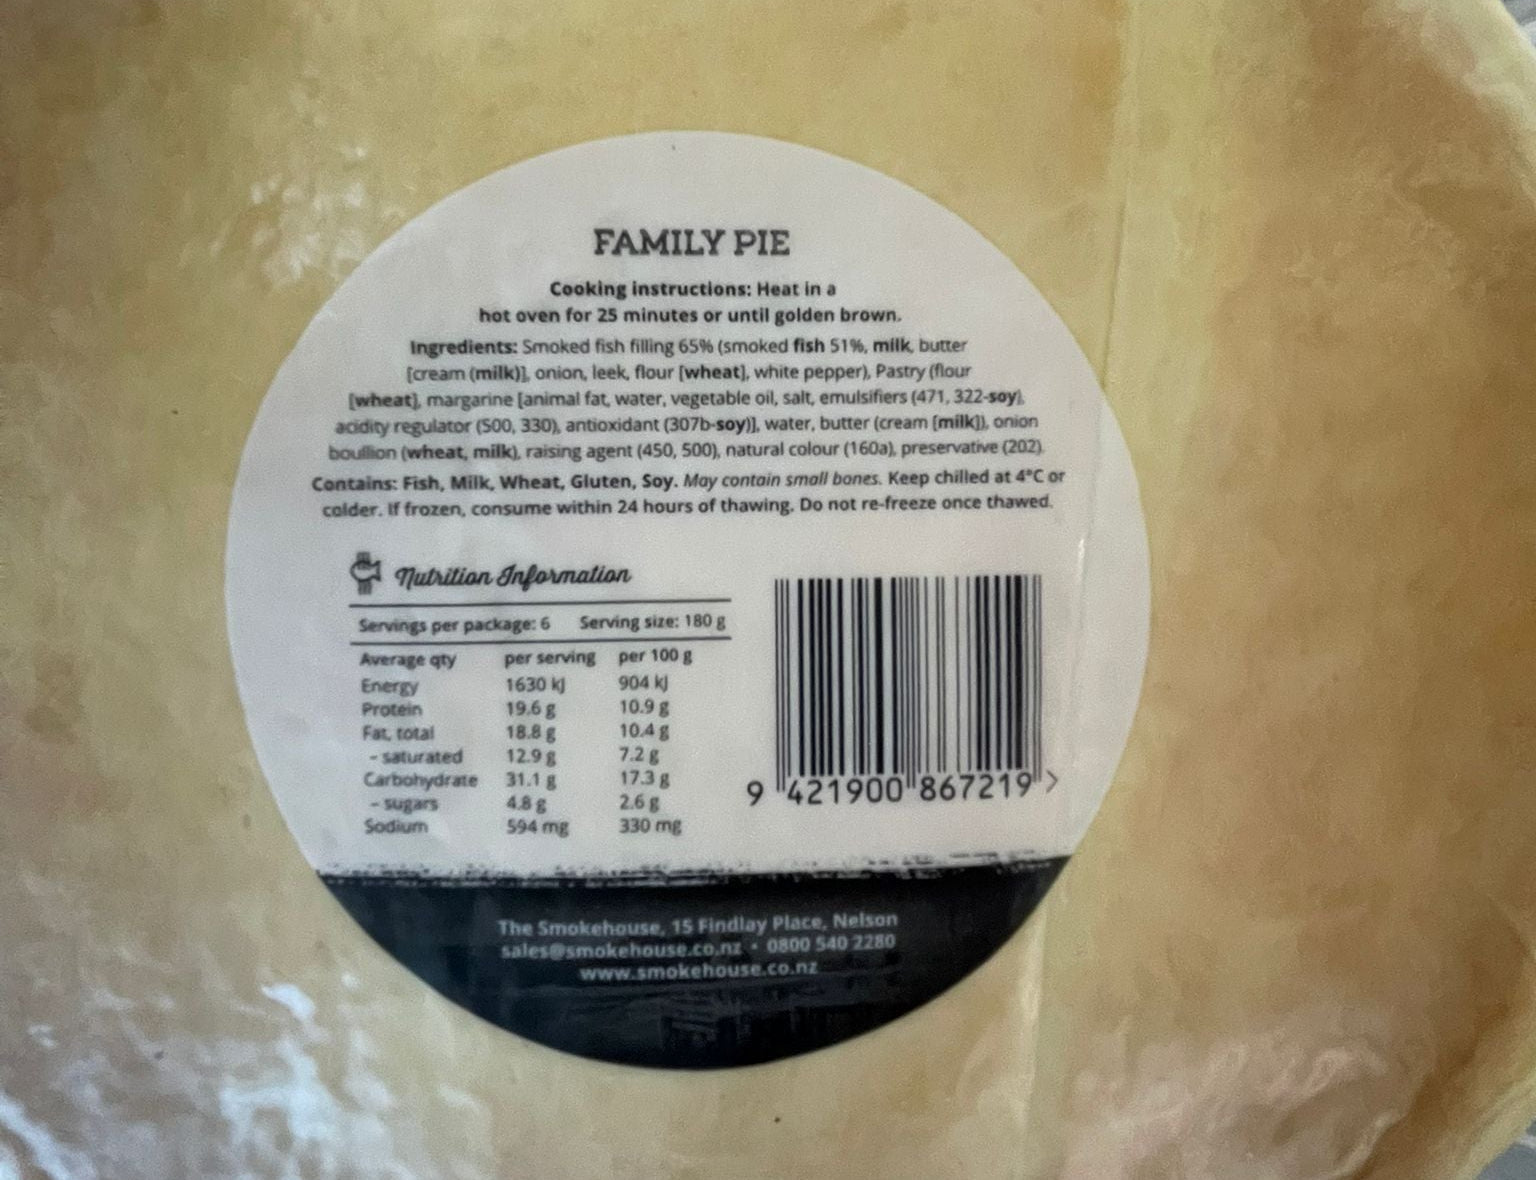 FAMILY PIE
Cooking instructions: Heat in a
hot oven for 25 minutes or until golden brown.
Ingredients: Smoked fish filling 65% (smoked fish 51%, milk, butter
[cream (milk)], onion, leek, flour [wheat], white pepper), Pastry (flour
[wheat], margarine [animal fat, water, vegetable oil, salt, emulsifiers (471, 322-soy),
acidity regulator (500, 330), antioxidant (307b-soy)], water, butter (cream [milk]), onion
boullion (wheat, milk), raising agent (450, 500), natural colour (160a), preservative (202).
Contains: Fish, Milk, Wheat, Gluten, Soy. May contain small bones. Keep chilled at 4°C or
colder. If frozen, consume within 24 hours of thawing. Do not re-freeze once thawed.
Nutrition Information
Servings per package: 6 Serving size: 180 g
Average qty per serving per 100 g
Energy 1630 kJ 904 kJ
Protein 19.6 g 10.9 g
Fat, total 18.8 g 10.4 g
- saturated 12.9 g 7.2 g
Carbohydrate 31.1 g 17.3 g
- sugars 4.8 g 2.6 g
Sodium 594 mg 330 mg
9 421900 867219 >
The Smokehouse, 15 Findlay Place, Nelson
sales@smokehouse.co.nz • 0800 540 2280
www.smokehouse.co.nz